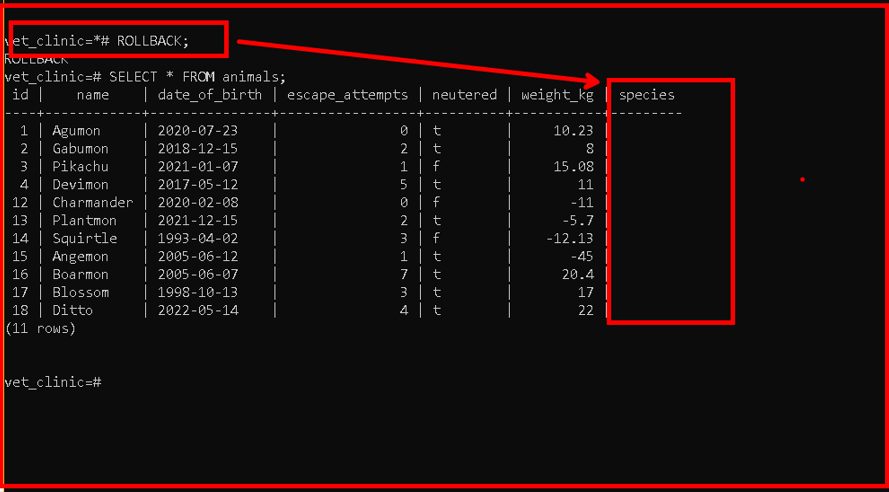 vet_clinic=*# ROLLBACK;
ROLLBACK
vet_clinic=# SELECT * FROM animals;
 id |    name    | date_of_birth | escape_attempts | neutered | weight_kg | species
----+------------+---------------+-----------------+----------+-----------+---------
  1 | Agumon     | 2020-07-23    |               0 | t        |     10.23 |
  2 | Gabumon    | 2018-12-15    |               2 | t        |         8 |
  3 | Pikachu    | 2021-01-07    |               1 | f        |     15.08 |
  4 | Devimon    | 2017-05-12    |               5 | t        |        11 |
 12 | Charmander | 2020-02-08    |               0 | f        |       -11 |
 13 | Plantmon   | 2021-12-15    |               2 | t        |      -5.7 |
 14 | Squirtle   | 1993-04-02    |               3 | f        |    -12.13 |
 15 | Angemon    | 2005-06-12    |               1 | t        |       -45 |
 16 | Boarmon    | 2005-06-07    |               7 | t        |      20.4 |
 17 | Blossom    | 1998-10-13    |               3 | t        |        17 |
 18 | Ditto      | 2022-05-14    |               4 | t        |        22 |
(11 rows)
vet_clinic=#